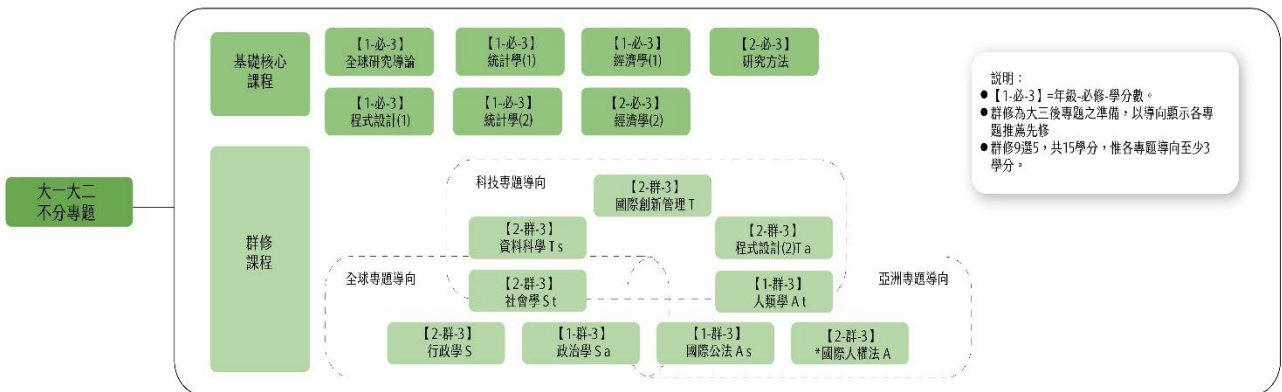 大一大二
不分專題
基礎核心
課程
【1-必-3】
全球研究導論
【1-必-3】
統計學(1)
【1-必-3】
經濟學(1)
【2-必-3】
研究方法
【1-必-3】
程式設計(1)
【1-必-3】
統計學(2)
【2-必-3】
經濟學(2)
說明：
●【1-必-3】=年級-必修-學分數。
●群修為大三後專題之準備，以導向顯示各專
題推薦先修
●群修9選5，共15學分，惟各專題導向至少3
學分。
群修
課程
科技專題導向
【2-群-3】
國際創新管理 T
【2-群-3】
資料科學 T s
【2-群-3】
程式設計(2)T a
全球專題導向
【2-群-3】
社會學 S t
【1-群-3】
人類學 A t
亞洲專題導向
【2-群-3】
行政學 S
【1-群-3】
政治學 S a
【1-群-3】
國際公法 A s
【2-群-3】
*國際人權法 A